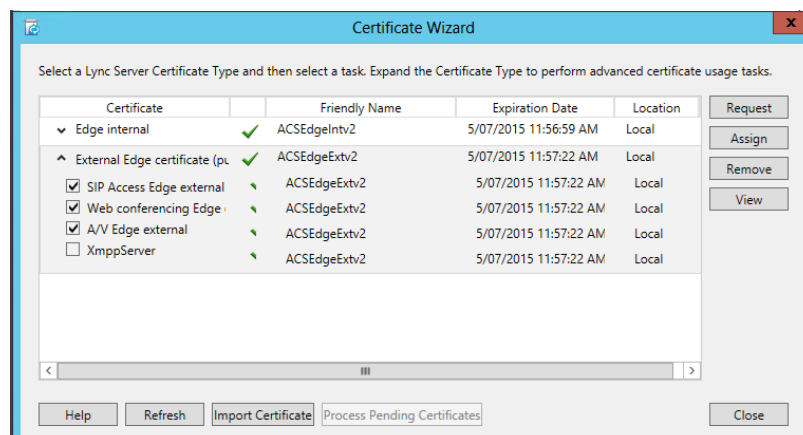 Certificate Wizard
x
Select a Lync Server Certificate Type and then select a task. Expand the Certificate Type to perform advanced certificate usage tasks.
Certificate Friendly Name Expiration Date Location
Edge internal ACSEdgeIntv2 5/07/2015 11:56:59 AM Local
External Edge certificate (pu ACSEdgeExtv2 5/07/2015 11:57:22 AM Local
SIP Access Edge external ACSEdgeExtv2 5/07/2015 11:57:22 AM Local
Web conferencing Edge ACSEdgeExtv2 5/07/2015 11:57:22 AM Local
A/V Edge external ACSEdgeExtv2 5/07/2015 11:57:22 AM Local
XmppServer ACSEdgeExtv2 5/07/2015 11:57:22 AM Local
Request
Assign
Remove
View
Help Refresh Import Certificate Process Pending Certificates Close